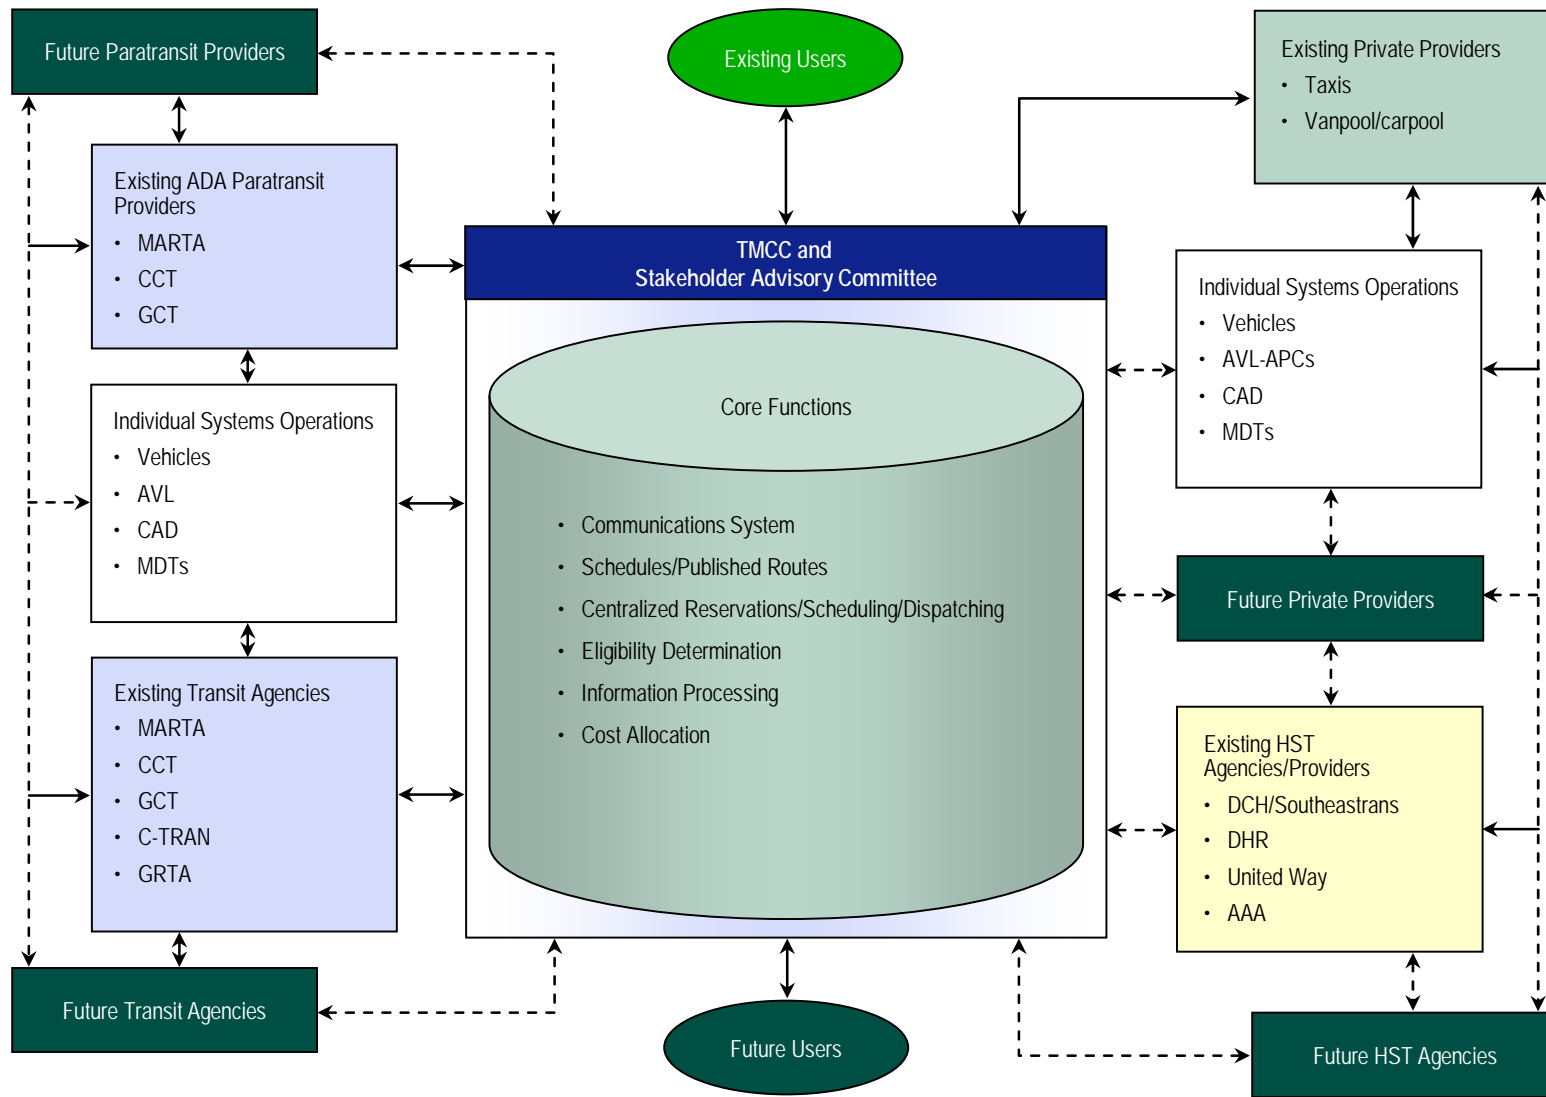 Future Paratransit Providers
Existing Users
Existing Private Providers
• Taxis
• Vanpool/carpool
Existing ADA Paratransit
Providers
• MARTA
• CCT
• GCT
TMCC and
Stakeholder Advisory Committee
Individual Systems Operations
• Vehicles
• AVL-APCs
• CAD
• MDTs
Individual Systems Operations
• Vehicles
• AVL
• CAD
• MDTs
Core Functions
• Communications System
• Schedules/Published Routes
• Centralized Reservations/Scheduling/Dispatching
• Eligibility Determination
• Information Processing
• Cost Allocation
Future Private Providers
Existing Transit Agencies
• MARTA
• CCT
• GCT
• C-TRAN
• GRTA
Existing HST
Agencies/Providers
• DCH/Southeastrans
• DHR
• United Way
• AAA
Future Transit Agencies
Future Users
Future HST Agencies